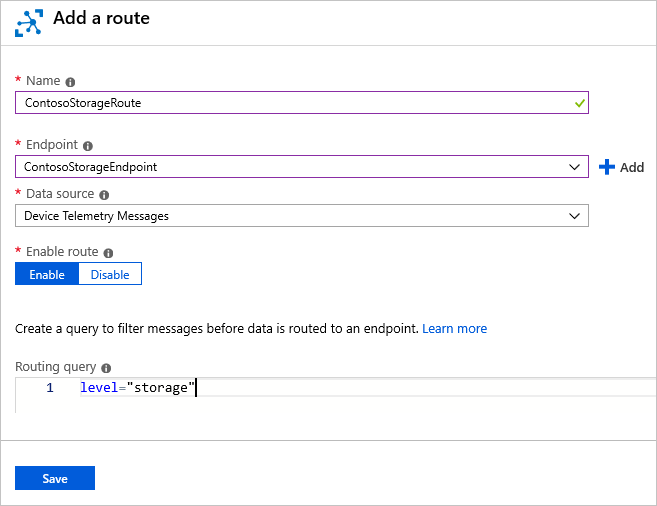 Add a route
* Name
ContosoStorageRoute
* Endpoint
ContosoStorageEndpoint
Add
* Data source
Device Telemetry Messages
* Enable route
Enable Disable
Create a query to filter messages before data is routed to an endpoint. Learn more
Routing query
1 level="storage"
Save